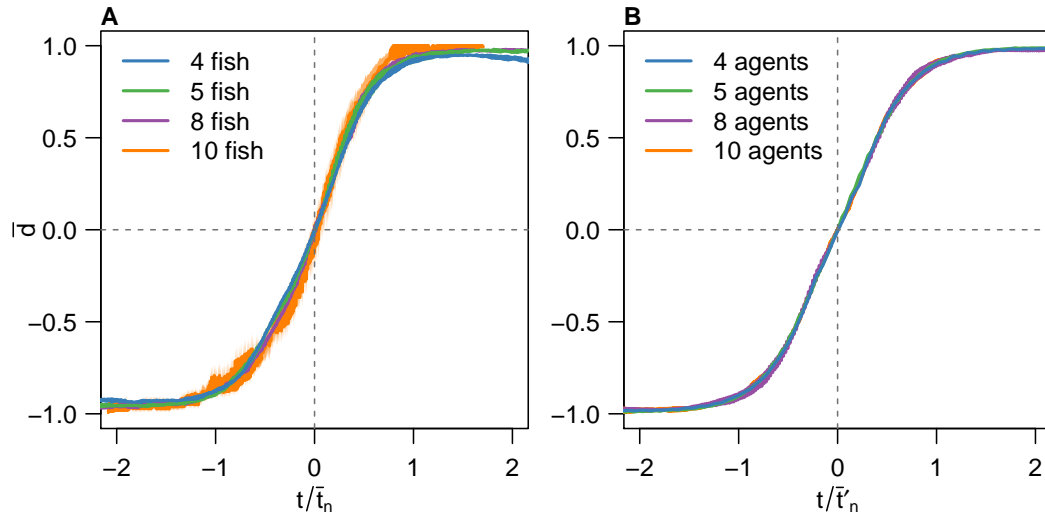 A
1.0
0.5
0.0
−0.5
−1.0
d̅
4 fish
5 fish
8 fish
10 fish
−2 −1 0 1 2
t/t̅ₙ
B
1.0
0.5
0.0
−0.5
−1.0
4 agents
5 agents
8 agents
10 agents
−2 −1 0 1 2
t/t̅′ₙ